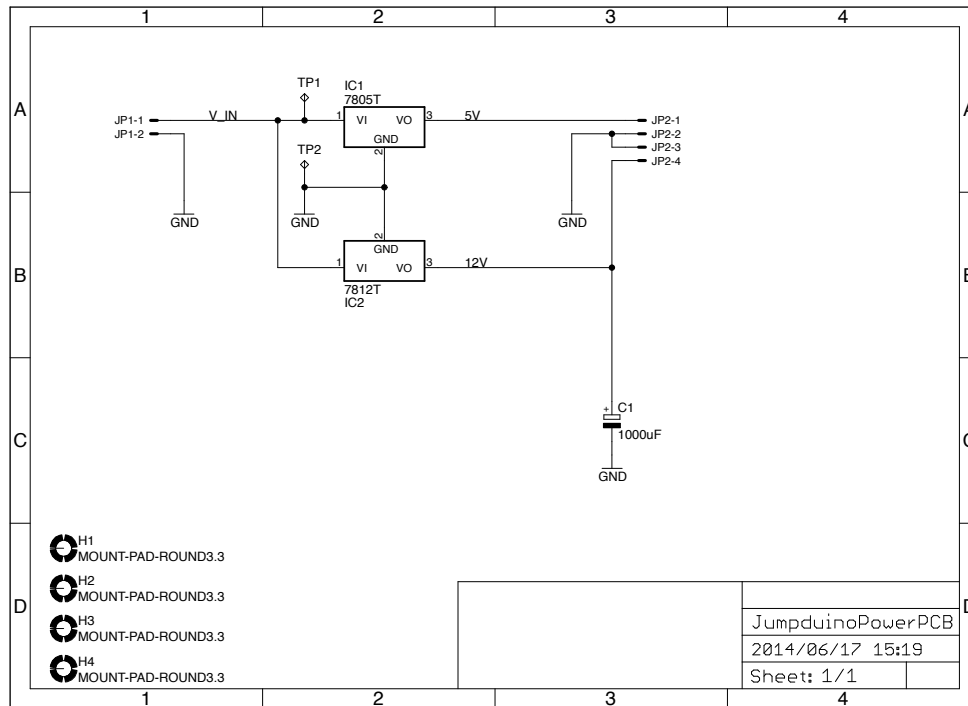 1 2 3 4
A A
TP1
IC1
7805T
JP1-1 V_IN 1 VI VO 3 5V JP2-1
JP1-2 GND JP2-2
TP2 2 JP2-3
JP2-4
GND GND GND
2
GND
B 1 VI VO 3 12V B
7812T
IC2
+ C1
C 1000uF C
GND
H1
MOUNT-PAD-ROUND3.3
H2
MOUNT-PAD-ROUND3.3
D D
H3
MOUNT-PAD-ROUND3.3
H4
MOUNT-PAD-ROUND3.3
JumpduinoPowerPCB
2014/06/17 15:19
Sheet: 1/1
1 2 3 4